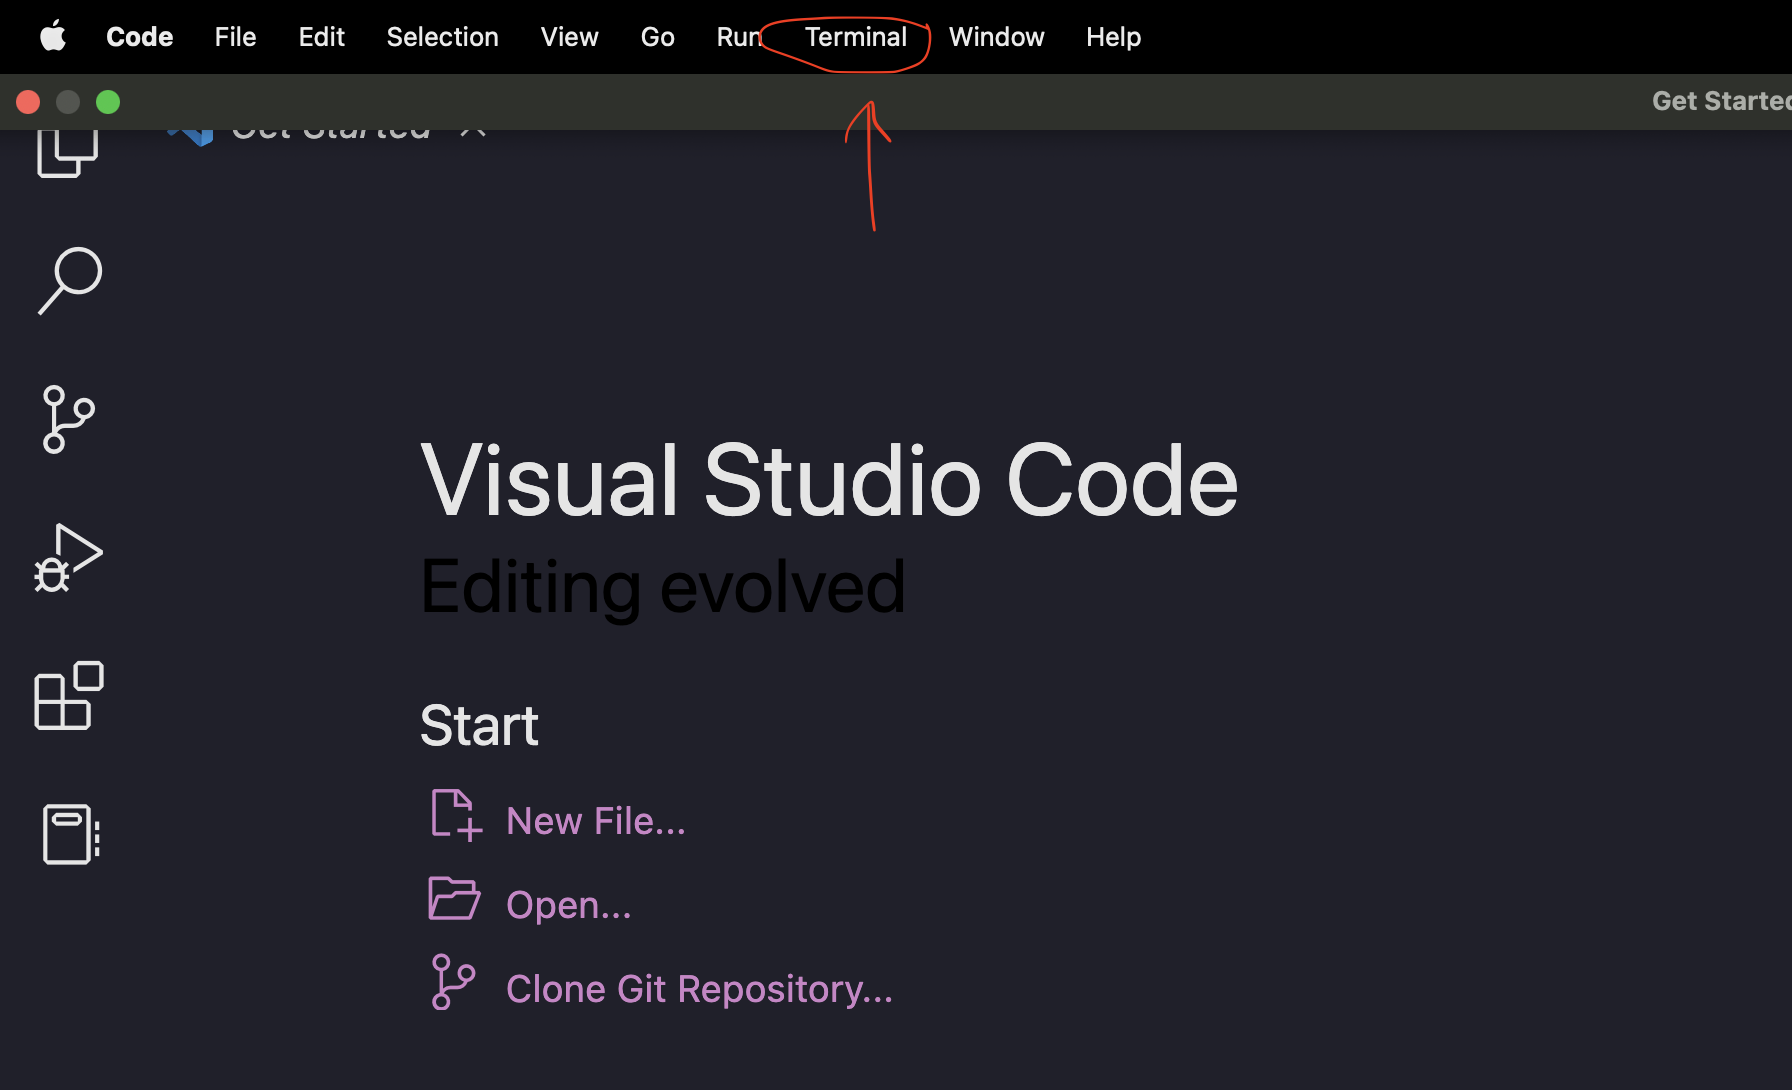 Code File Edit Selection View Go Run Terminal Window Help
Get Started
Get Started
Visual Studio Code
Editing evolved
Start
New File...
Open...
Clone Git Repository...